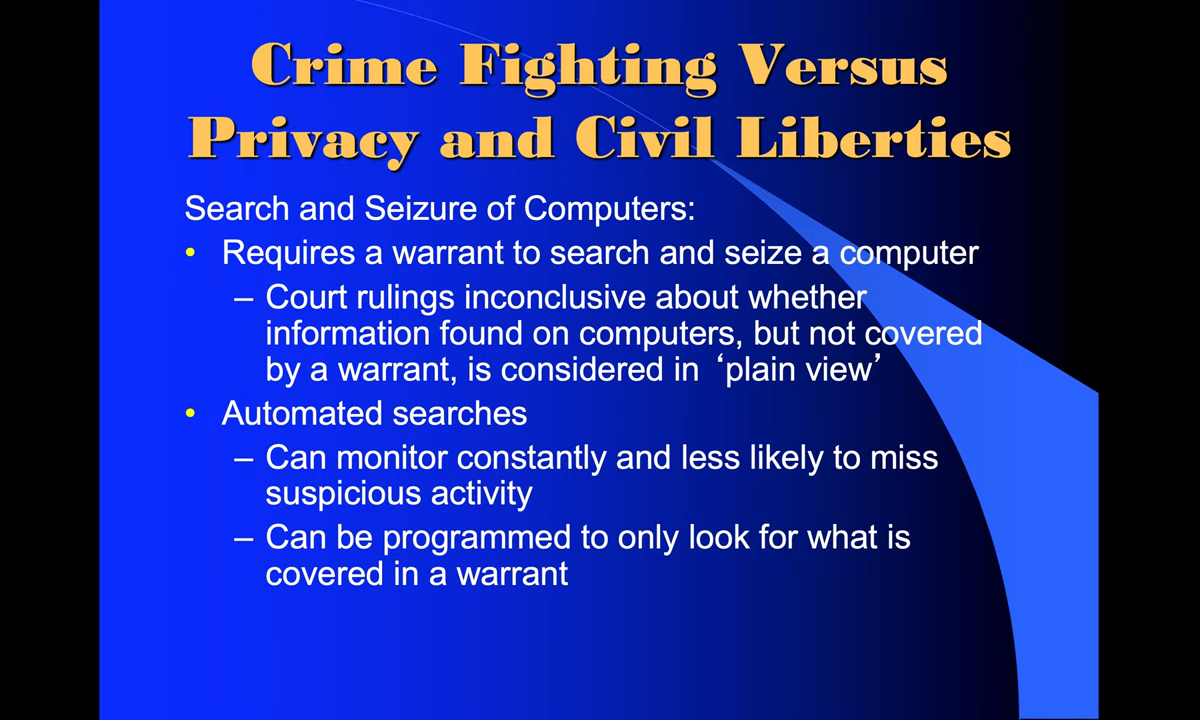 Crime Fighting Versus
Privacy and Civil Liberties
Search and Seizure of Computers:
• Requires a warrant to search and seize a computer
– Court rulings inconclusive about whether
information found on computers, but not covered
by a warrant, is considered in ‘plain view’
• Automated searches
– Can monitor constantly and less likely to miss
suspicious activity
– Can be programmed to only look for what is
covered in a warrant